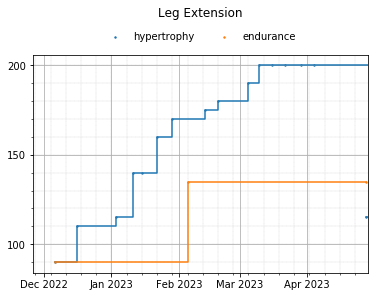 Leg Extension
hypertrophy endurance
200
150
100
Dec 2022 Jan 2023 Feb 2023 Mar 2023 Apr 2023